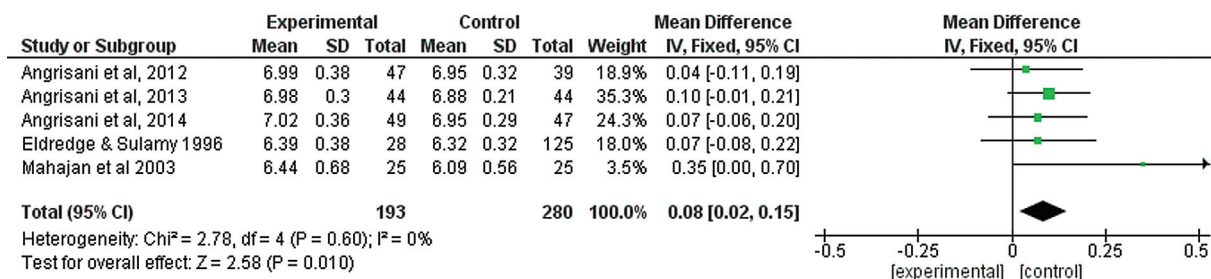 Experimental Control Mean Difference Mean Difference
Study or Subgroup Mean SD Total Mean SD Total Weight IV, Fixed, 95% CI IV, Fixed, 95% CI
Angrisani et al, 2012 6.99 0.38 47 6.95 0.32 39 18.9% 0.04 [-0.11, 0.19]
Angrisani et al, 2013 6.98 0.3 44 6.88 0.21 44 35.3% 0.10 [-0.01, 0.21]
Angrisani et al, 2014 7.02 0.36 49 6.95 0.29 47 24.3% 0.07 [-0.06, 0.20]
Eldredge & Sulamy 1996 6.39 0.38 28 6.32 0.32 125 18.0% 0.07 [-0.08, 0.22]
Mahajan et al 2003 6.44 0.68 25 6.09 0.56 25 3.5% 0.35 [0.00, 0.70]
Total (95% CI) 193 280 100.0% 0.08 [0.02, 0.15]
Heterogeneity: Chi² = 2.78, df = 4 (P = 0.60); I² = 0%
Test for overall effect: Z = 2.58 (P = 0.010)
-0.5 -0.25 0 0.25 0.5
[experimental] [control]